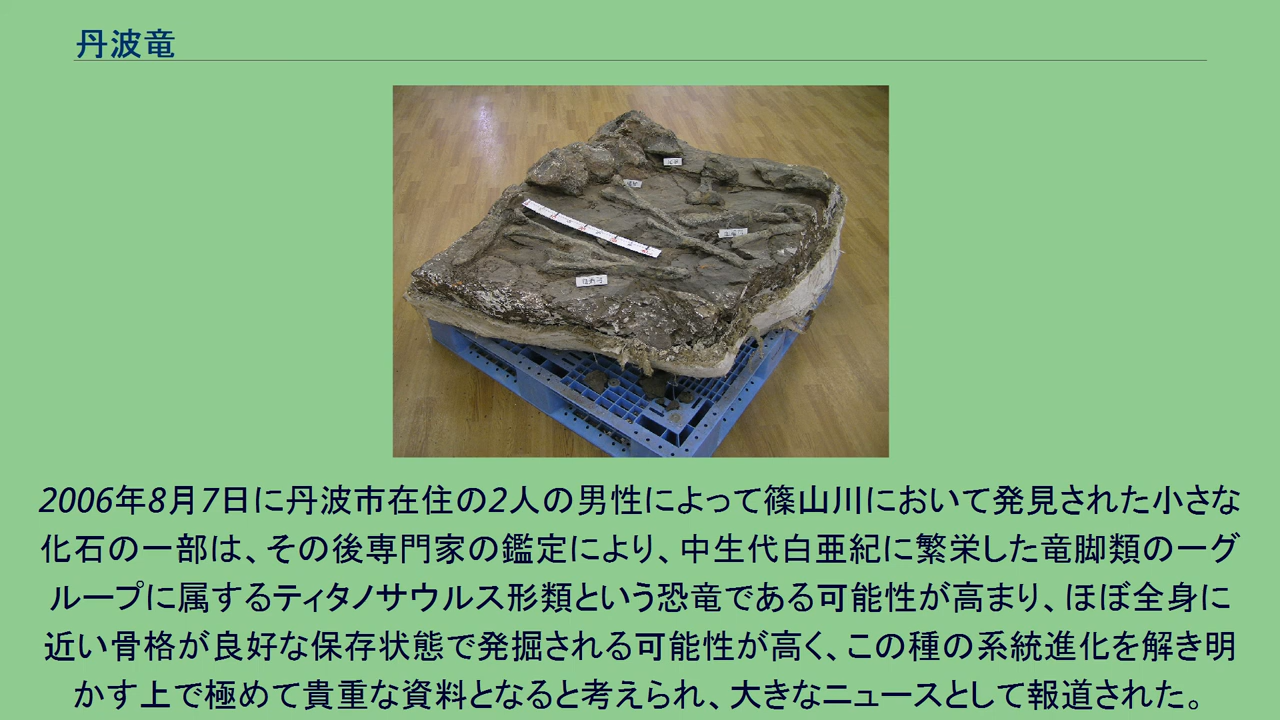 丹波竜
2006年8月7日に丹波市在住の2人の男性によって篠山川において発見された小さな
化石の一部は、その後専門家の鑑定により、中生代白亜紀に繁栄した竜脚類の一グ
ループに属するティタノサウルス形類という恐竜である可能性が高まり、ほぼ全身に
近い骨格が良好な保存状態で発掘される可能性が高く、この種の系統進化を解き明
かす上で極めて貴重な資料となると考えられ、大きなニュースとして報道された。